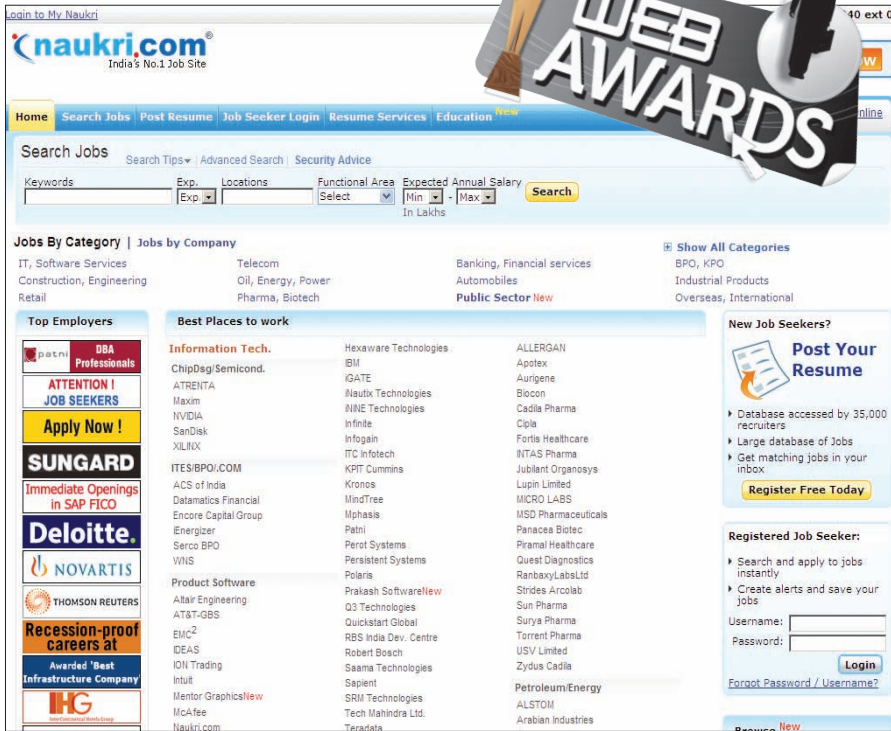 Login to My Naukri
40 ext 0
WEB
AWARDS
naukri.com®
India's No.1 Job Site
Home Search Jobs Post Resume Job Seeker Login Resume Services Education New
nline
Search Jobs Search Tips | Advanced Search | Security Advice
Keywords Exp. Locations Functional Area Expected Annual Salary
Exp. Select Min - Max Search
In Lakhs
Jobs By Category | Jobs by Company
Show All Categories
IT, Software Services Telecom Banking, Financial services BPO, KPO
Construction, Engineering Oil, Energy, Power Automobiles Industrial Products
Retail Pharma, Biotech Public Sector New Overseas, International
Top Employers
patni DBA Professionals
ATTENTION !
JOB SEEKERS
Apply Now !
SUNGARD
Immediate Openings
in SAP FICO
Deloitte.
NOVARTIS
THOMSON REUTERS
Recession-proof
careers at
Awarded 'Best
Infrastructure Company'
IHG
InterContinental Hotels Group
Best Places to work
Information Tech.
ChipDsg/Semicond.
ATRENTA
Maxim
NVIDIA
SanDisk
XILINX
ITES/BPO/.COM
ACS of India
Datamatics Financial
Encore Capital Group
iEnergizer
Serco BPO
WNS
Product Software
Altair Engineering
AT&T-GBS
EMC2
IDEAS
ION Trading
Intuit
Mentor GraphicsNew
McAfee
Naukri.com
Hexaware Technologies
IBM
iGATE
iNautix Technologies
iNINE Technologies
Infinite
Infogain
ITC Infotech
KPIT Cummins
Kronos
MindTree
Mphasis
Patni
Perot Systems
Persistent Systems
Polaris
Prakash SoftwareNew
Q3 Technologies
Quickstart Global
RBS India Dev. Centre
Robert Bosch
Saama Technologies
Sapient
SRM Technologies
Tech Mahindra Ltd.
Teradata
ALLERGAN
Apotex
Aurigene
Biocon
Cadila Pharma
Cipla
Fortis Healthcare
INTAS Pharma
Jubilant Organosys
Lupin Limited
MICRO LABS
MSD Pharmaceuticals
Panacea Biotec
Piramal Healthcare
Quest Diagnostics
RanbaxyLabsLtd
Strides Arcolab
Sun Pharma
Surya Pharma
Torrent Pharma
USV Limited
Zydus Cadila
Petroleum/Energy
ALSTOM
Arabian Industries
New Job Seekers?
Post Your
Resume
Database accessed by 35,000
recruiters
Large database of Jobs
Get matching jobs in your
inbox
Register Free Today
Registered Job Seeker:
Search and apply to jobs
instantly
Create alerts and save your
jobs
Username:
Password:
Login
Forgot Password / Username?
Browse New